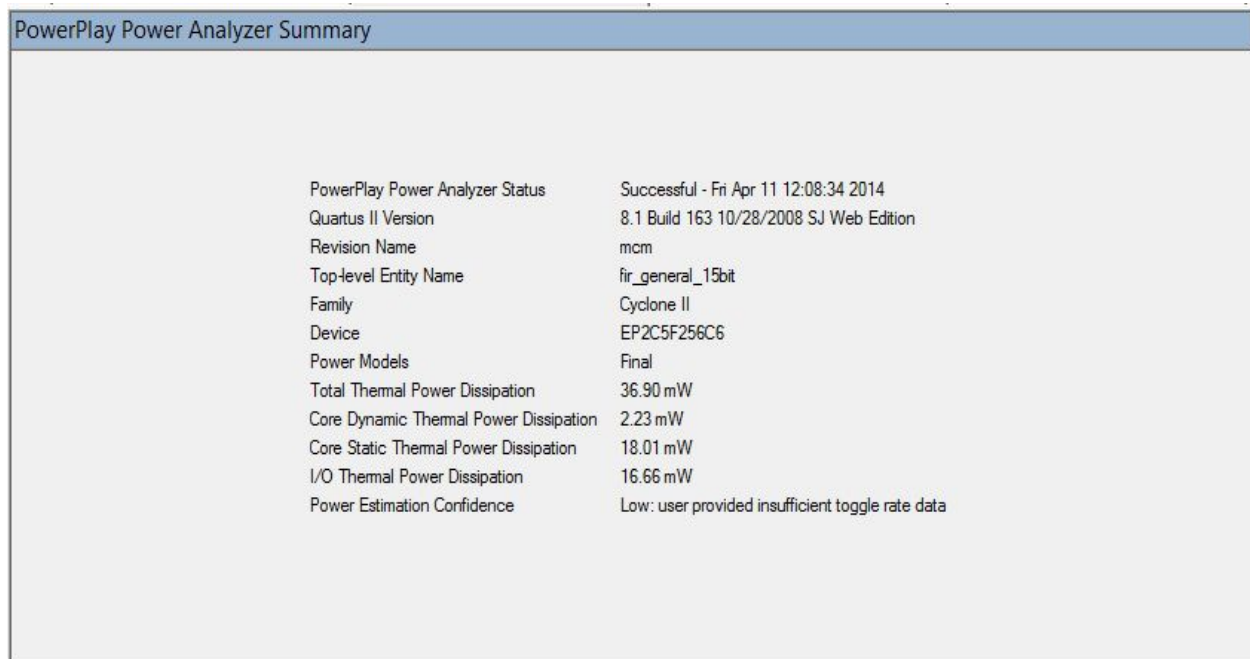 PowerPlay Power Analyzer Summary
PowerPlay Power Analyzer Status Successful - Fri Apr 11 12:08:34 2014
Quartus II Version 8.1 Build 163 10/28/2008 SJ Web Edition
Revision Name mcm
Top-level Entity Name fir_general_15bit
Family Cyclone II
Device EP2C5F256C6
Power Models Final
Total Thermal Power Dissipation 36.90 mW
Core Dynamic Thermal Power Dissipation 2.23 mW
Core Static Thermal Power Dissipation 18.01 mW
I/O Thermal Power Dissipation 16.66 mW
Power Estimation Confidence Low: user provided insufficient toggle rate data